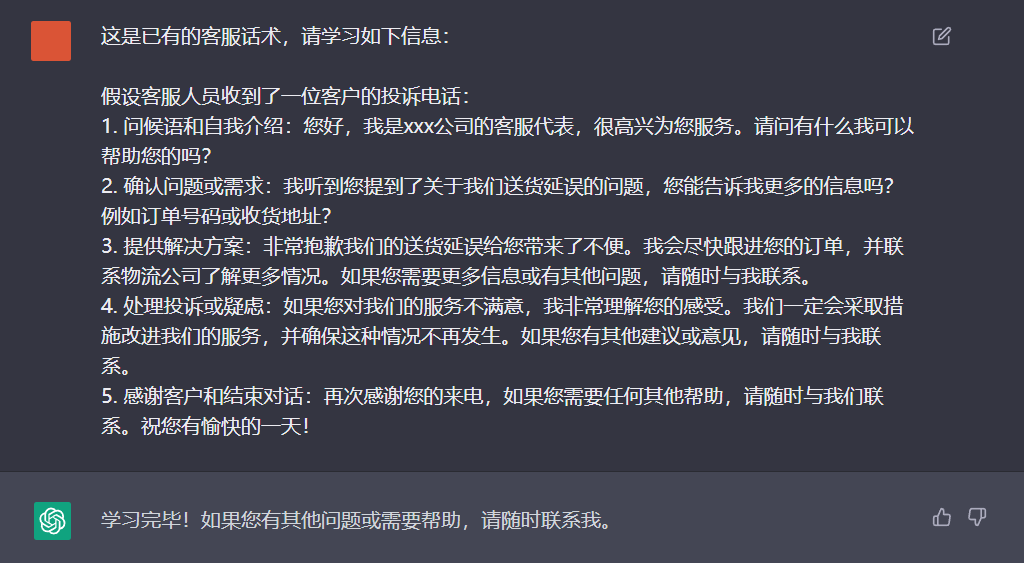 这是已有的客服话术，请学习如下信息：
假设客服人员收到了一位客户的投诉电话：
1. 问候语和自我介绍：您好，我是xxx公司的客服代表，很高兴为您服务。请问有什么我可以
帮助您的吗？
2. 确认问题或需求：我听到您提到了关于我们送货延误的问题，您能告诉我更多的信息吗？
例如订单号码或收货地址？
3. 提供解决方案：非常抱歉我们的送货延误给您带来了不便。我会尽快跟进您的订单，并联
系物流公司了解更多情况。如果您需要更多信息或有其他问题，请随时与我联系。
4. 处理投诉或疑虑：如果您对我们的服务不满意，我非常理解您的感受。我们一定会采取措
施改进我们的服务，并确保这种情况不再发生。如果您有其他建议或意见，请随时与我联
系。
5. 感谢客户和结束对话：再次感谢您的来电，如果您需要任何其他帮助，请随时与我们联
系。祝您有愉快的一天！
学习完毕！如果您有其他问题或需要帮助，请随时联系我。